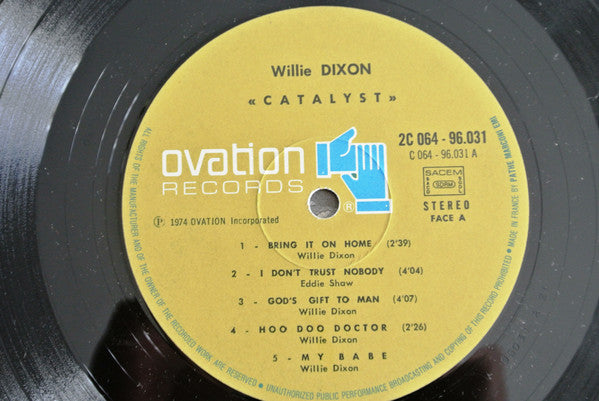 Willie DIXON
« CATALYST »
ovation
RECORDS
®
2C 064 - 96.031
C 064 - 96.031 A
SACEM
SDRM
STEREO
FACE A
℗ 1974 OVATION Incorporated
1 - BRING IT ON HOME (2'39)
Willie Dixon
2 - I DON'T TRUST NOBODY (4'04)
Eddie Shaw
3 - GOD'S GIFT TO MAN (4'07)
Willie Dixon
4 - HOO DOO DOCTOR (2'26)
Willie Dixon
5 - MY BABE
Willie Dixon
ALL RIGHTS OF THE MANUFACTURER AND OF THE OWNER OF THE RECORDED WORK ARE RESERVED • UNAUTHORIZED PUBLIC PERFORMANCE BROADCASTING AND COPYING OF THIS RECORD PROHIBITED • MADE IN FRANCE BY PATHE MARCONI EMI